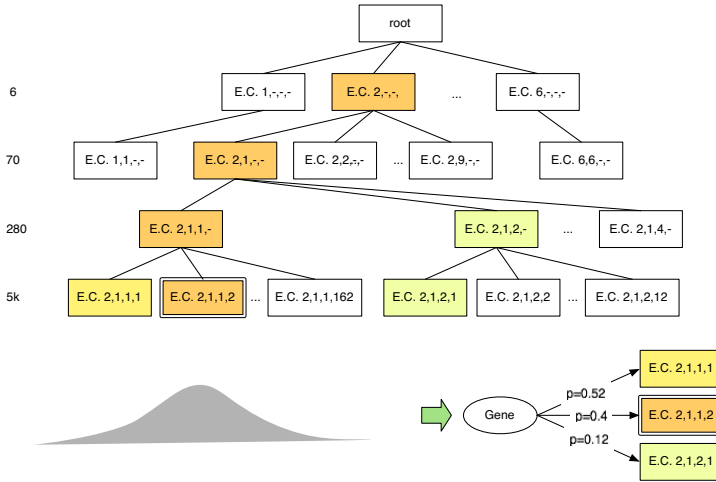 root
6
E.C. 1,-,-,-
E.C. 2,-,-,
...
E.C. 6,-,-,-
70
E.C. 1,1,-,-
E.C. 2,1,-,-
E.C. 2,2,-,-
...
E.C. 2,9,-,-
E.C. 6,6,-,-
280
E.C. 2,1,1,-
E.C. 2,1,2,-
...
E.C. 2,1,4,-
5k
E.C. 2,1,1,1
E.C. 2,1,1,2
...
E.C. 2,1,1,162
E.C. 2,1,2,1
E.C. 2,1,2,2
...
E.C. 2,1,2,12
E.C. 2,1,1,1
p=0.52
Gene
p=0.4
E.C. 2,1,1,2
p=0.12
E.C. 2,1,2,1